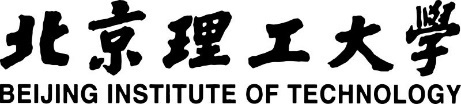 北京理工大學
BEIJING INSTITUTE OF TECHNOLOGY